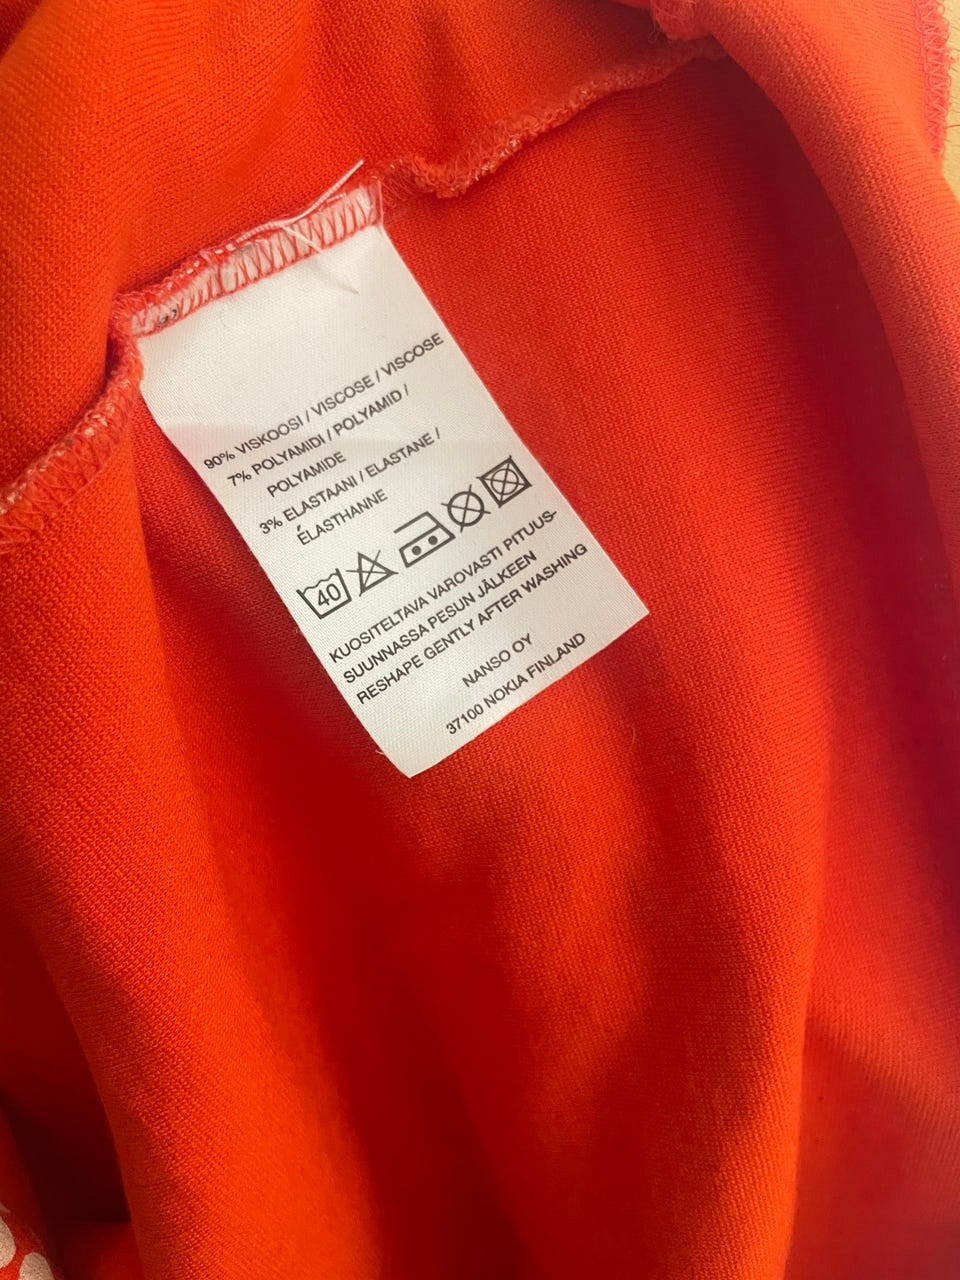 90% VISKOOSI / VISCOSE / VISCOSE
7% POLYAMIDI / POLYAMID /
POLYAMIDE
3% ELASTAANI / ELASTANE /
ÉLASTHANNE
40
KUOSITELTAVA VAROVASTI PITUUS-
SUUNNASSA PESUN JÄLKEEN
RESHAPE GENTLY AFTER WASHING
NANSO OY
37100 NOKIA FINLAND